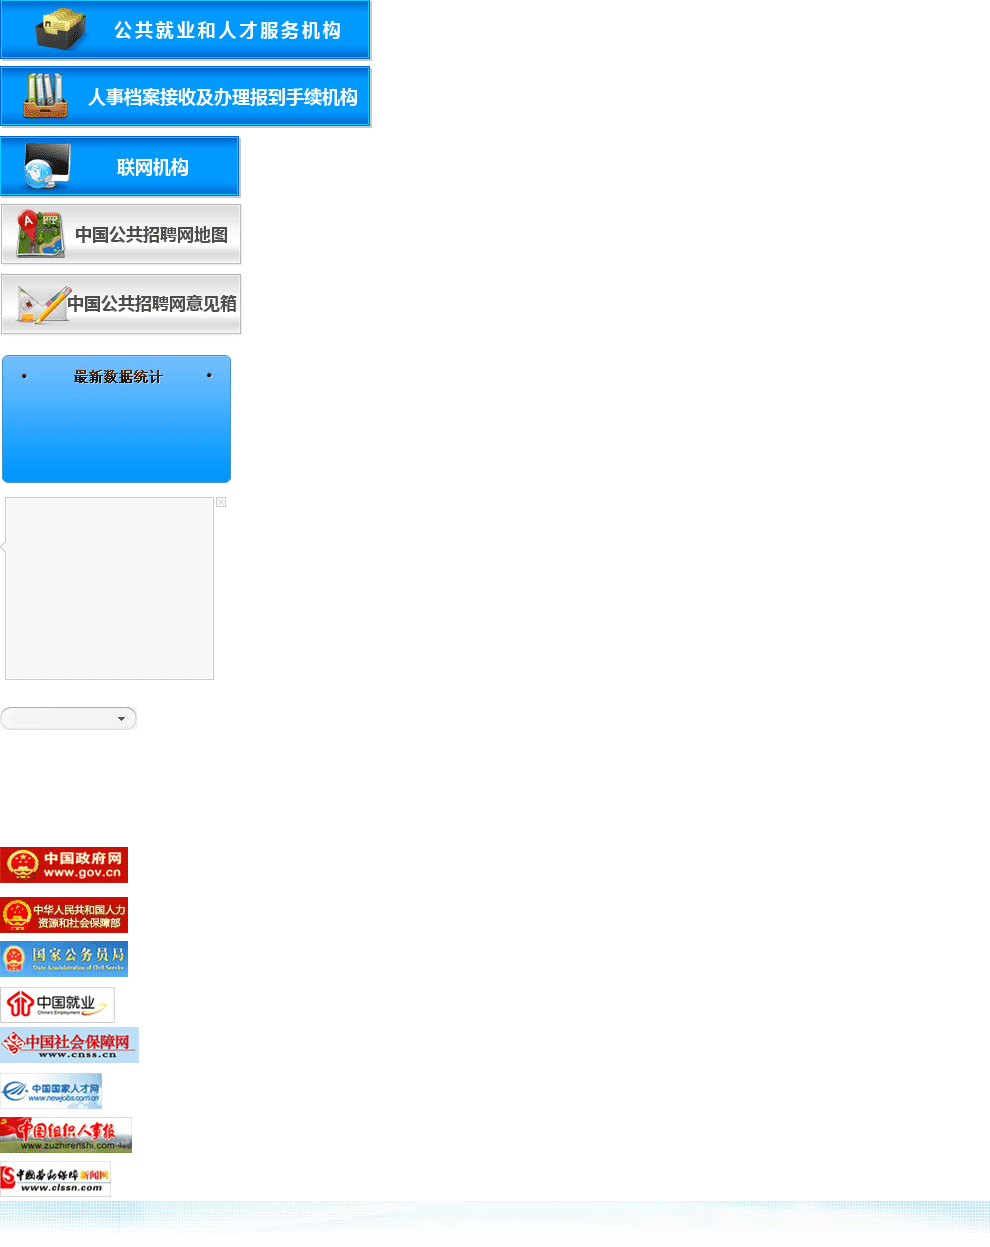 公共就业和人才服务机构
人事档案接收及办理报到手续机构
联网机构
A
中国公共招聘网地图
中国公共招聘网意见箱
• 最新数据统计 •
中国政府网
www.gov.cn
中华人民共和国人力
资源和社会保障部
国家公务员局
State Administration of Civil Service
中国就业
China's Employment
中国社会保障网
www.cnss.cn
中国国家人才网
www.newjobs.com.cn
中国组织人事报
www.zuzhirenshi.com
中国劳动保障新闻网
www.clssn.com